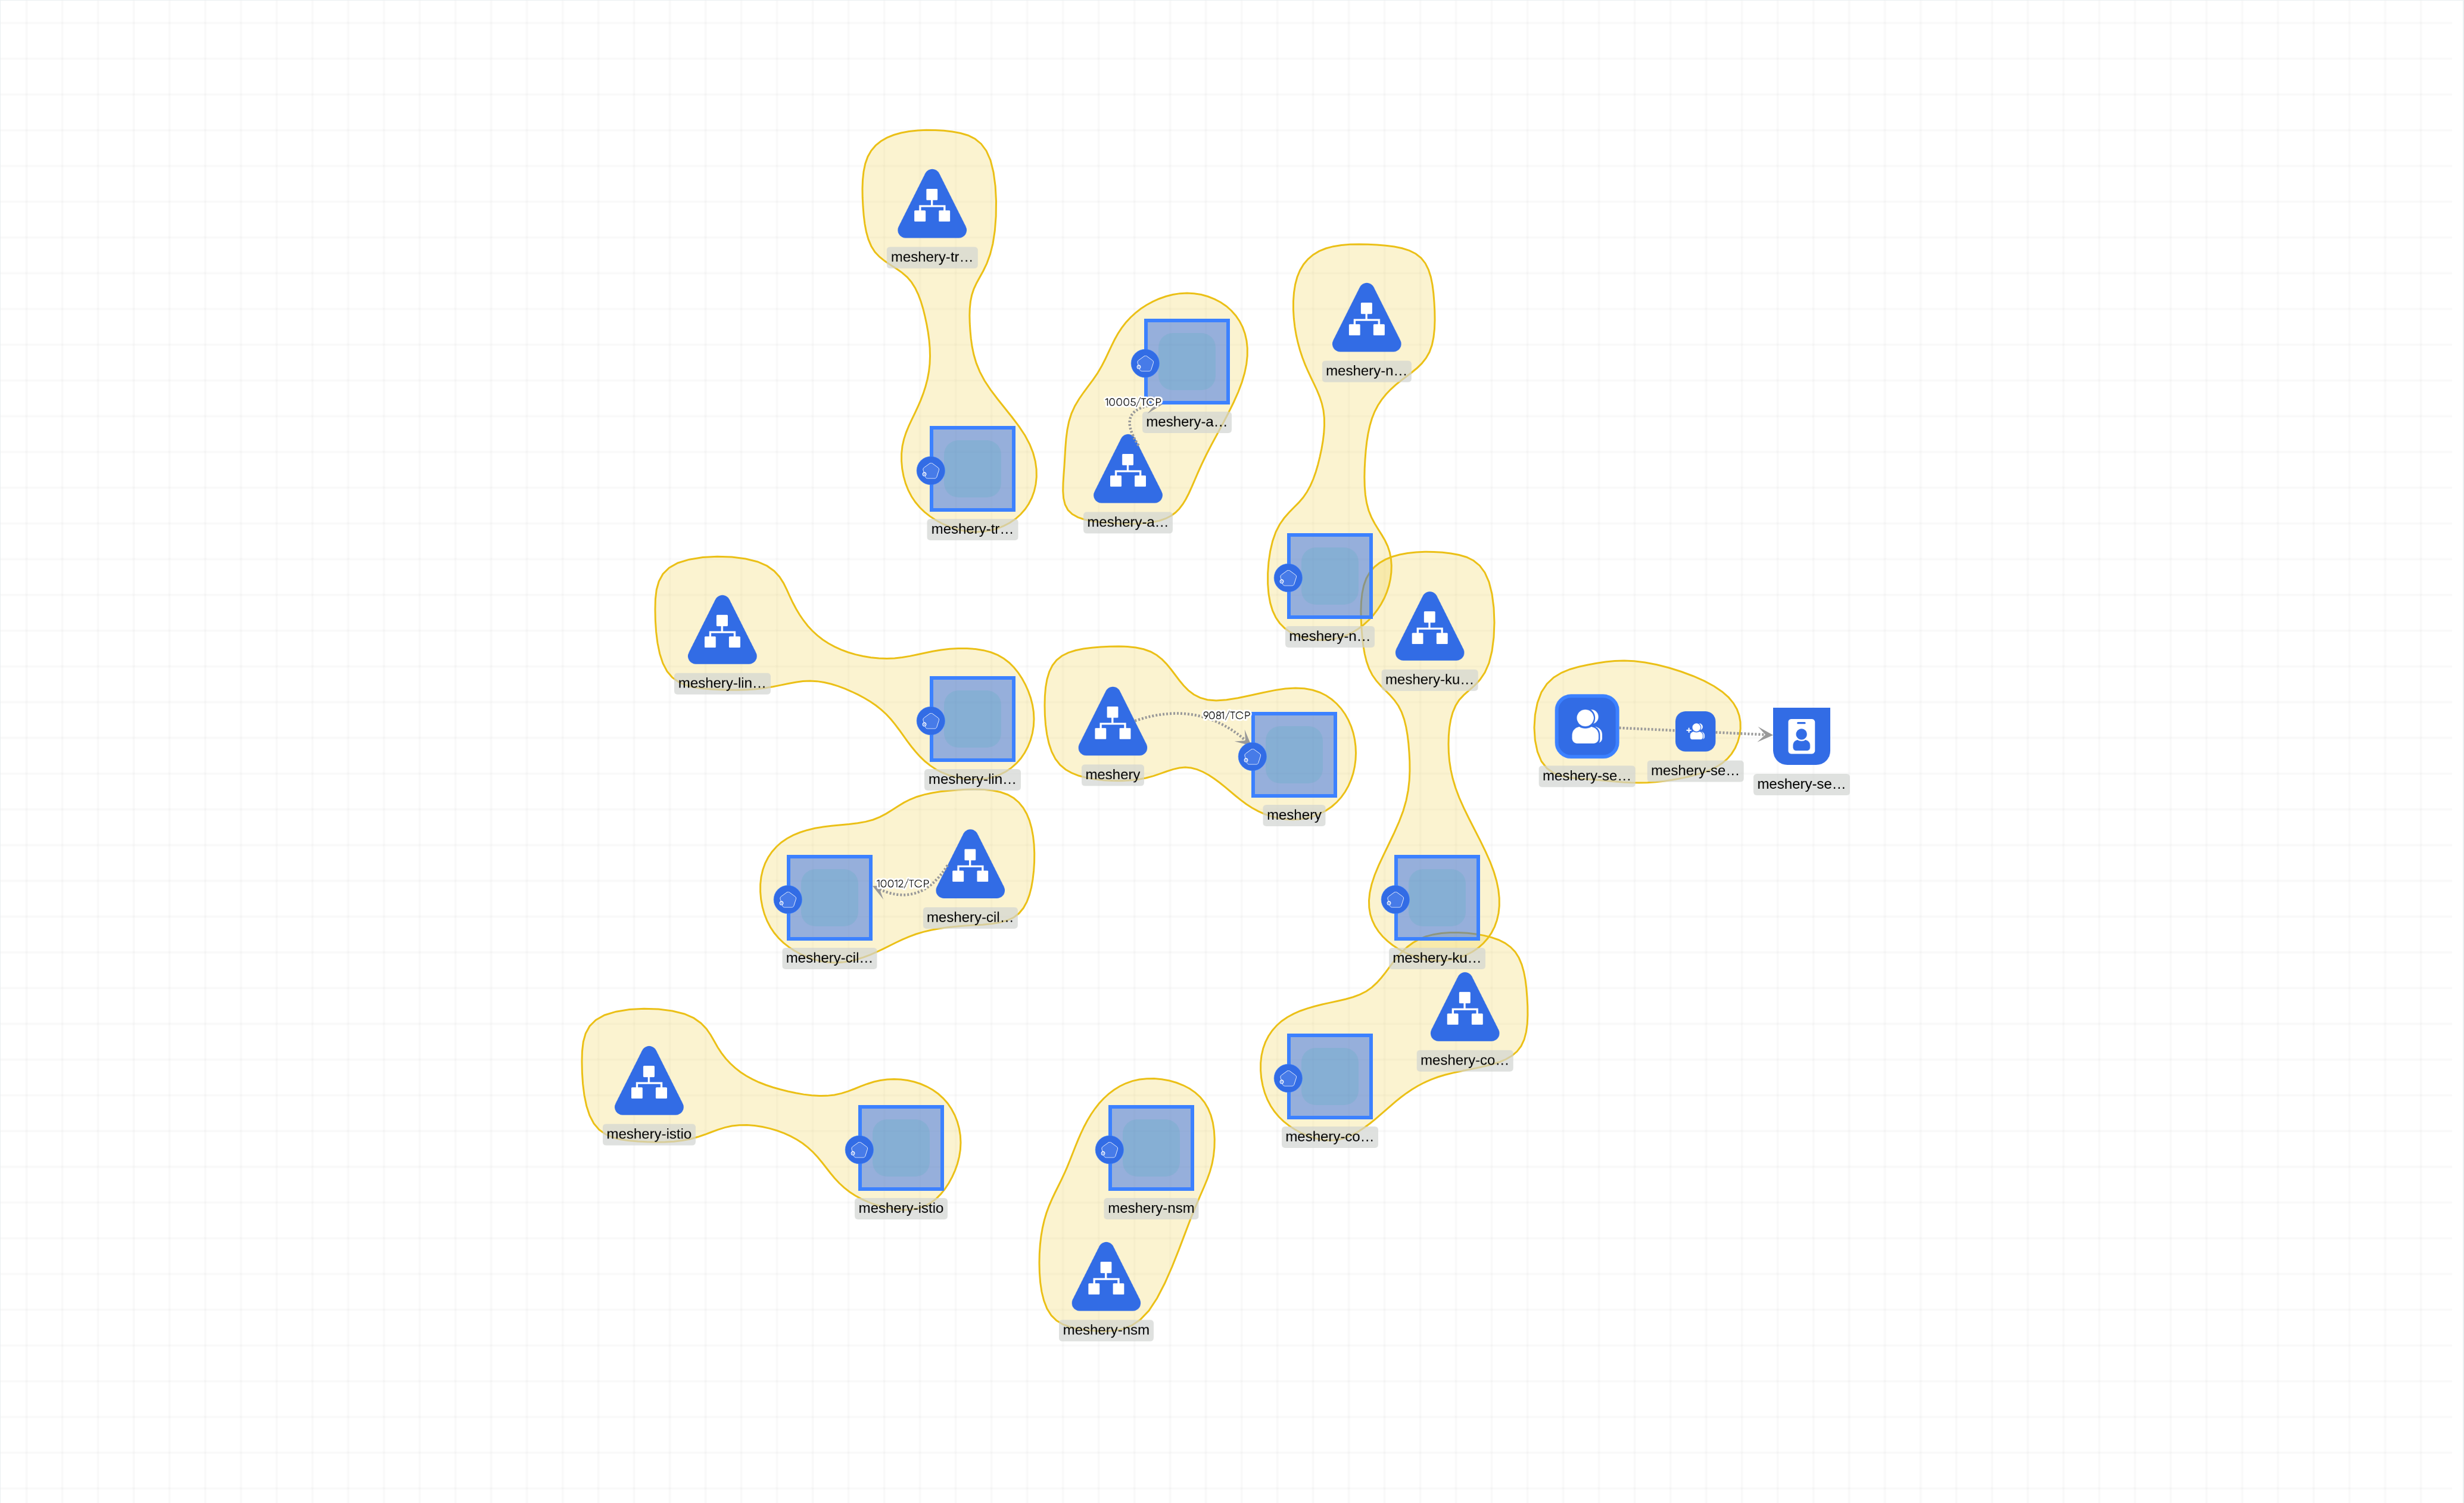 meshery-tr…
meshery-n…
10005/TCP
meshery-a…
meshery-a…
meshery-tr…
meshery-n…
meshery-ku…
meshery-lin…
9081/TCP
meshery-se…
meshery-se…
meshery-se…
meshery
meshery-lin…
meshery
10012/TCP
meshery-cil…
meshery-cil…
meshery-ku…
meshery-co…
meshery-istio
meshery-co…
meshery-istio
meshery-nsm
meshery-nsm